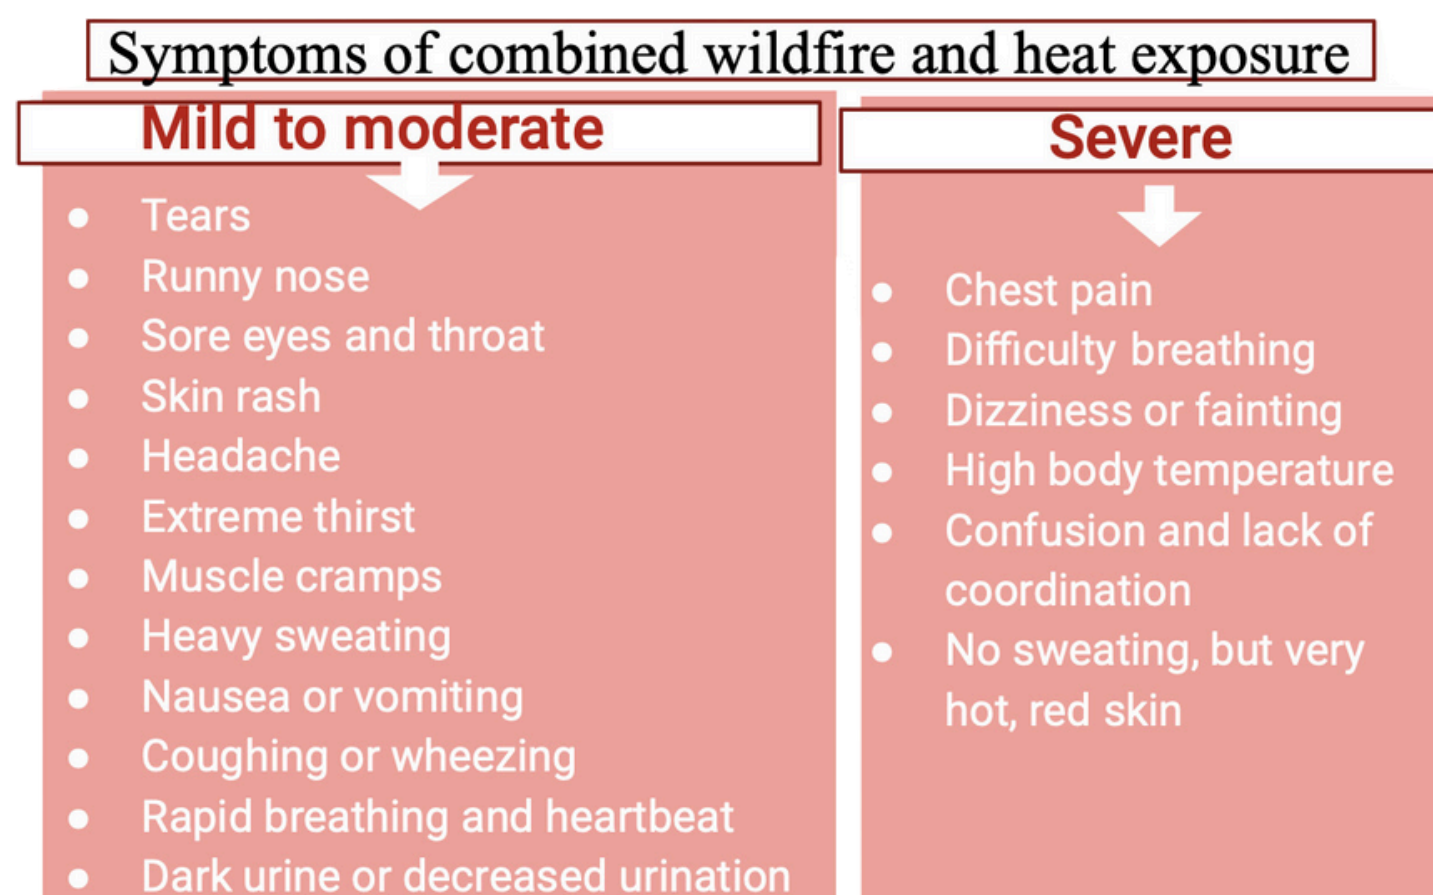 Symptoms of combined wildfire and heat exposure
Mild to moderate
Tears
Runny nose
Sore eyes and throat
Skin rash
Headache
Extreme thirst
Muscle cramps
Heavy sweating
Nausea or vomiting
Coughing or wheezing
Rapid breathing and heartbeat
Dark urine or decreased urination
Severe
Chest pain
Difficulty breathing
Dizziness or fainting
High body temperature
Confusion and lack of
coordination
No sweating, but very
hot, red skin